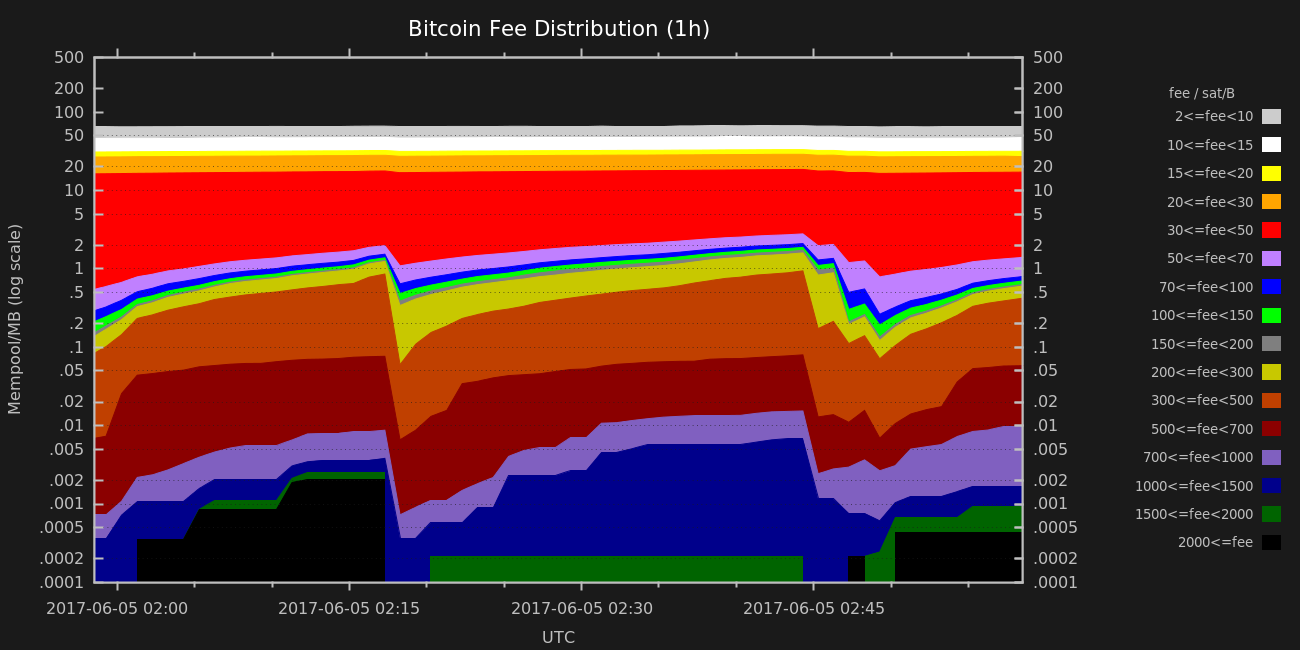 Bitcoin Fee Distribution (1h)
500 500
200 200
100 100
50 50
20 20
10 10
5 5
2 2
1 1
.5 .5
.2 .2
.1 .1
.05 .05
.02 .02
.01 .01
.005 .005
.002 .002
.001 .001
.0005 .0005
.0002 .0002
.0001 .0001
Mempool/MB (log scale)
2017-06-05 02:00 2017-06-05 02:15 2017-06-05 02:30 2017-06-05 02:45
UTC
fee / sat/B
2<=fee<10
10<=fee<15
15<=fee<20
20<=fee<30
30<=fee<50
50<=fee<70
70<=fee<100
100<=fee<150
150<=fee<200
200<=fee<300
300<=fee<500
500<=fee<700
700<=fee<1000
1000<=fee<1500
1500<=fee<2000
2000<=fee